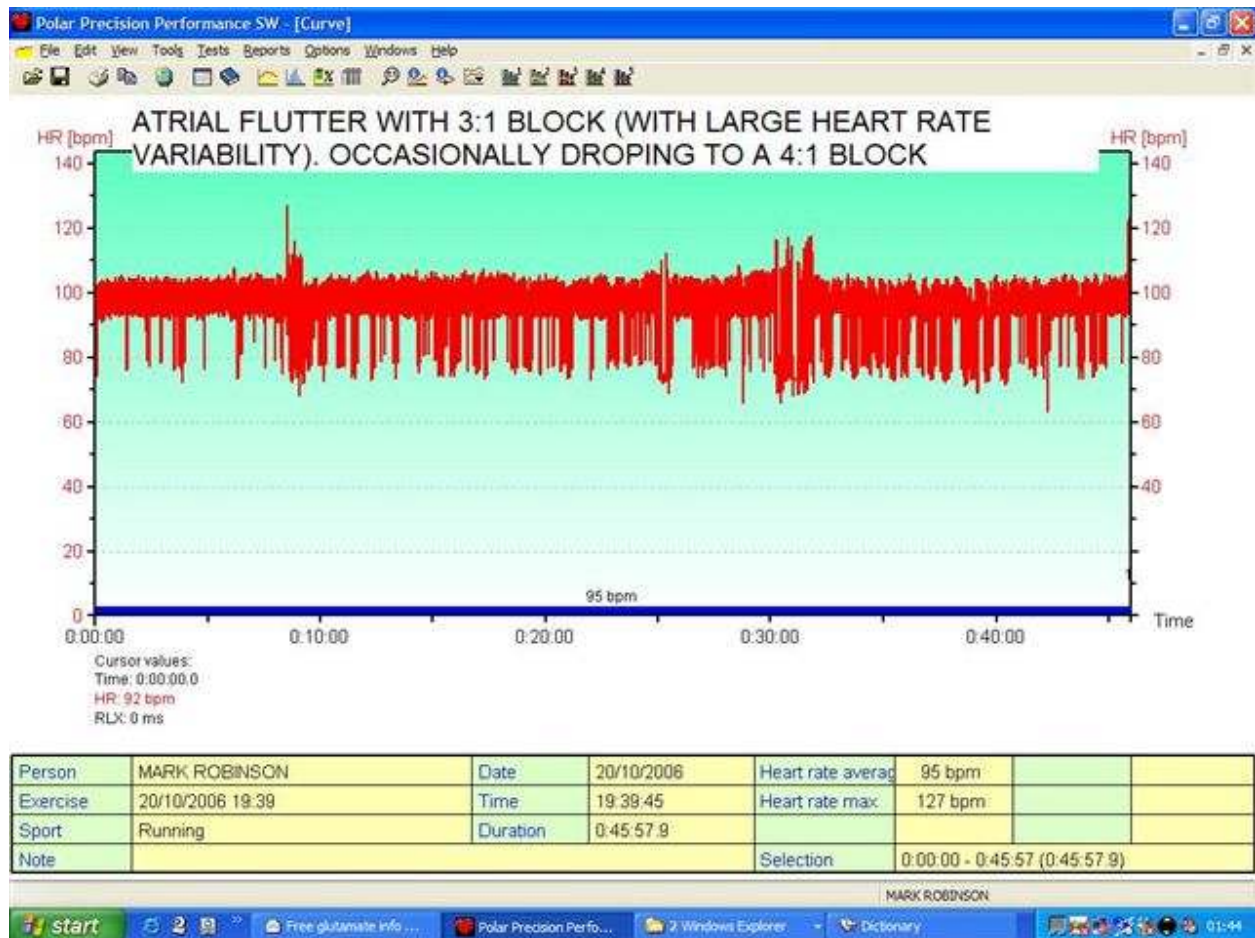 Polar Precision Performance SW - [Curve]
File Edit View Tools Tests Reports Options Windows Help
ATRIAL FLUTTER WITH 3:1 BLOCK (WITH LARGE HEART RATE
VARIABILITY). OCCASIONALLY DROPING TO A 4:1 BLOCK
HR [bpm] HR [bpm]
140 140
120 120
100 100
80 80
60 60
40 40
20 20
95 bpm
0 Time
0:00:00 0:10:00 0:20:00 0:30:00 0:40:00
Cursor values:
Time: 0:00:00.0
HR: 92 bpm
RLX: 0 ms
Person MARK ROBINSON Date 20/10/2006 Heart rate averag 95 bpm
Exercise 20/10/2006 19:39 Time 19:39:45 Heart rate max 127 bpm
Sport Running Duration 0:45:57.9
Note Selection 0:00:00 - 0:45:57 (0:45:57.9)
MARK ROBINSON
start Free glutamate info ... Polar Precision Perfo... 2 Windows Explorer Dictionary 01:44